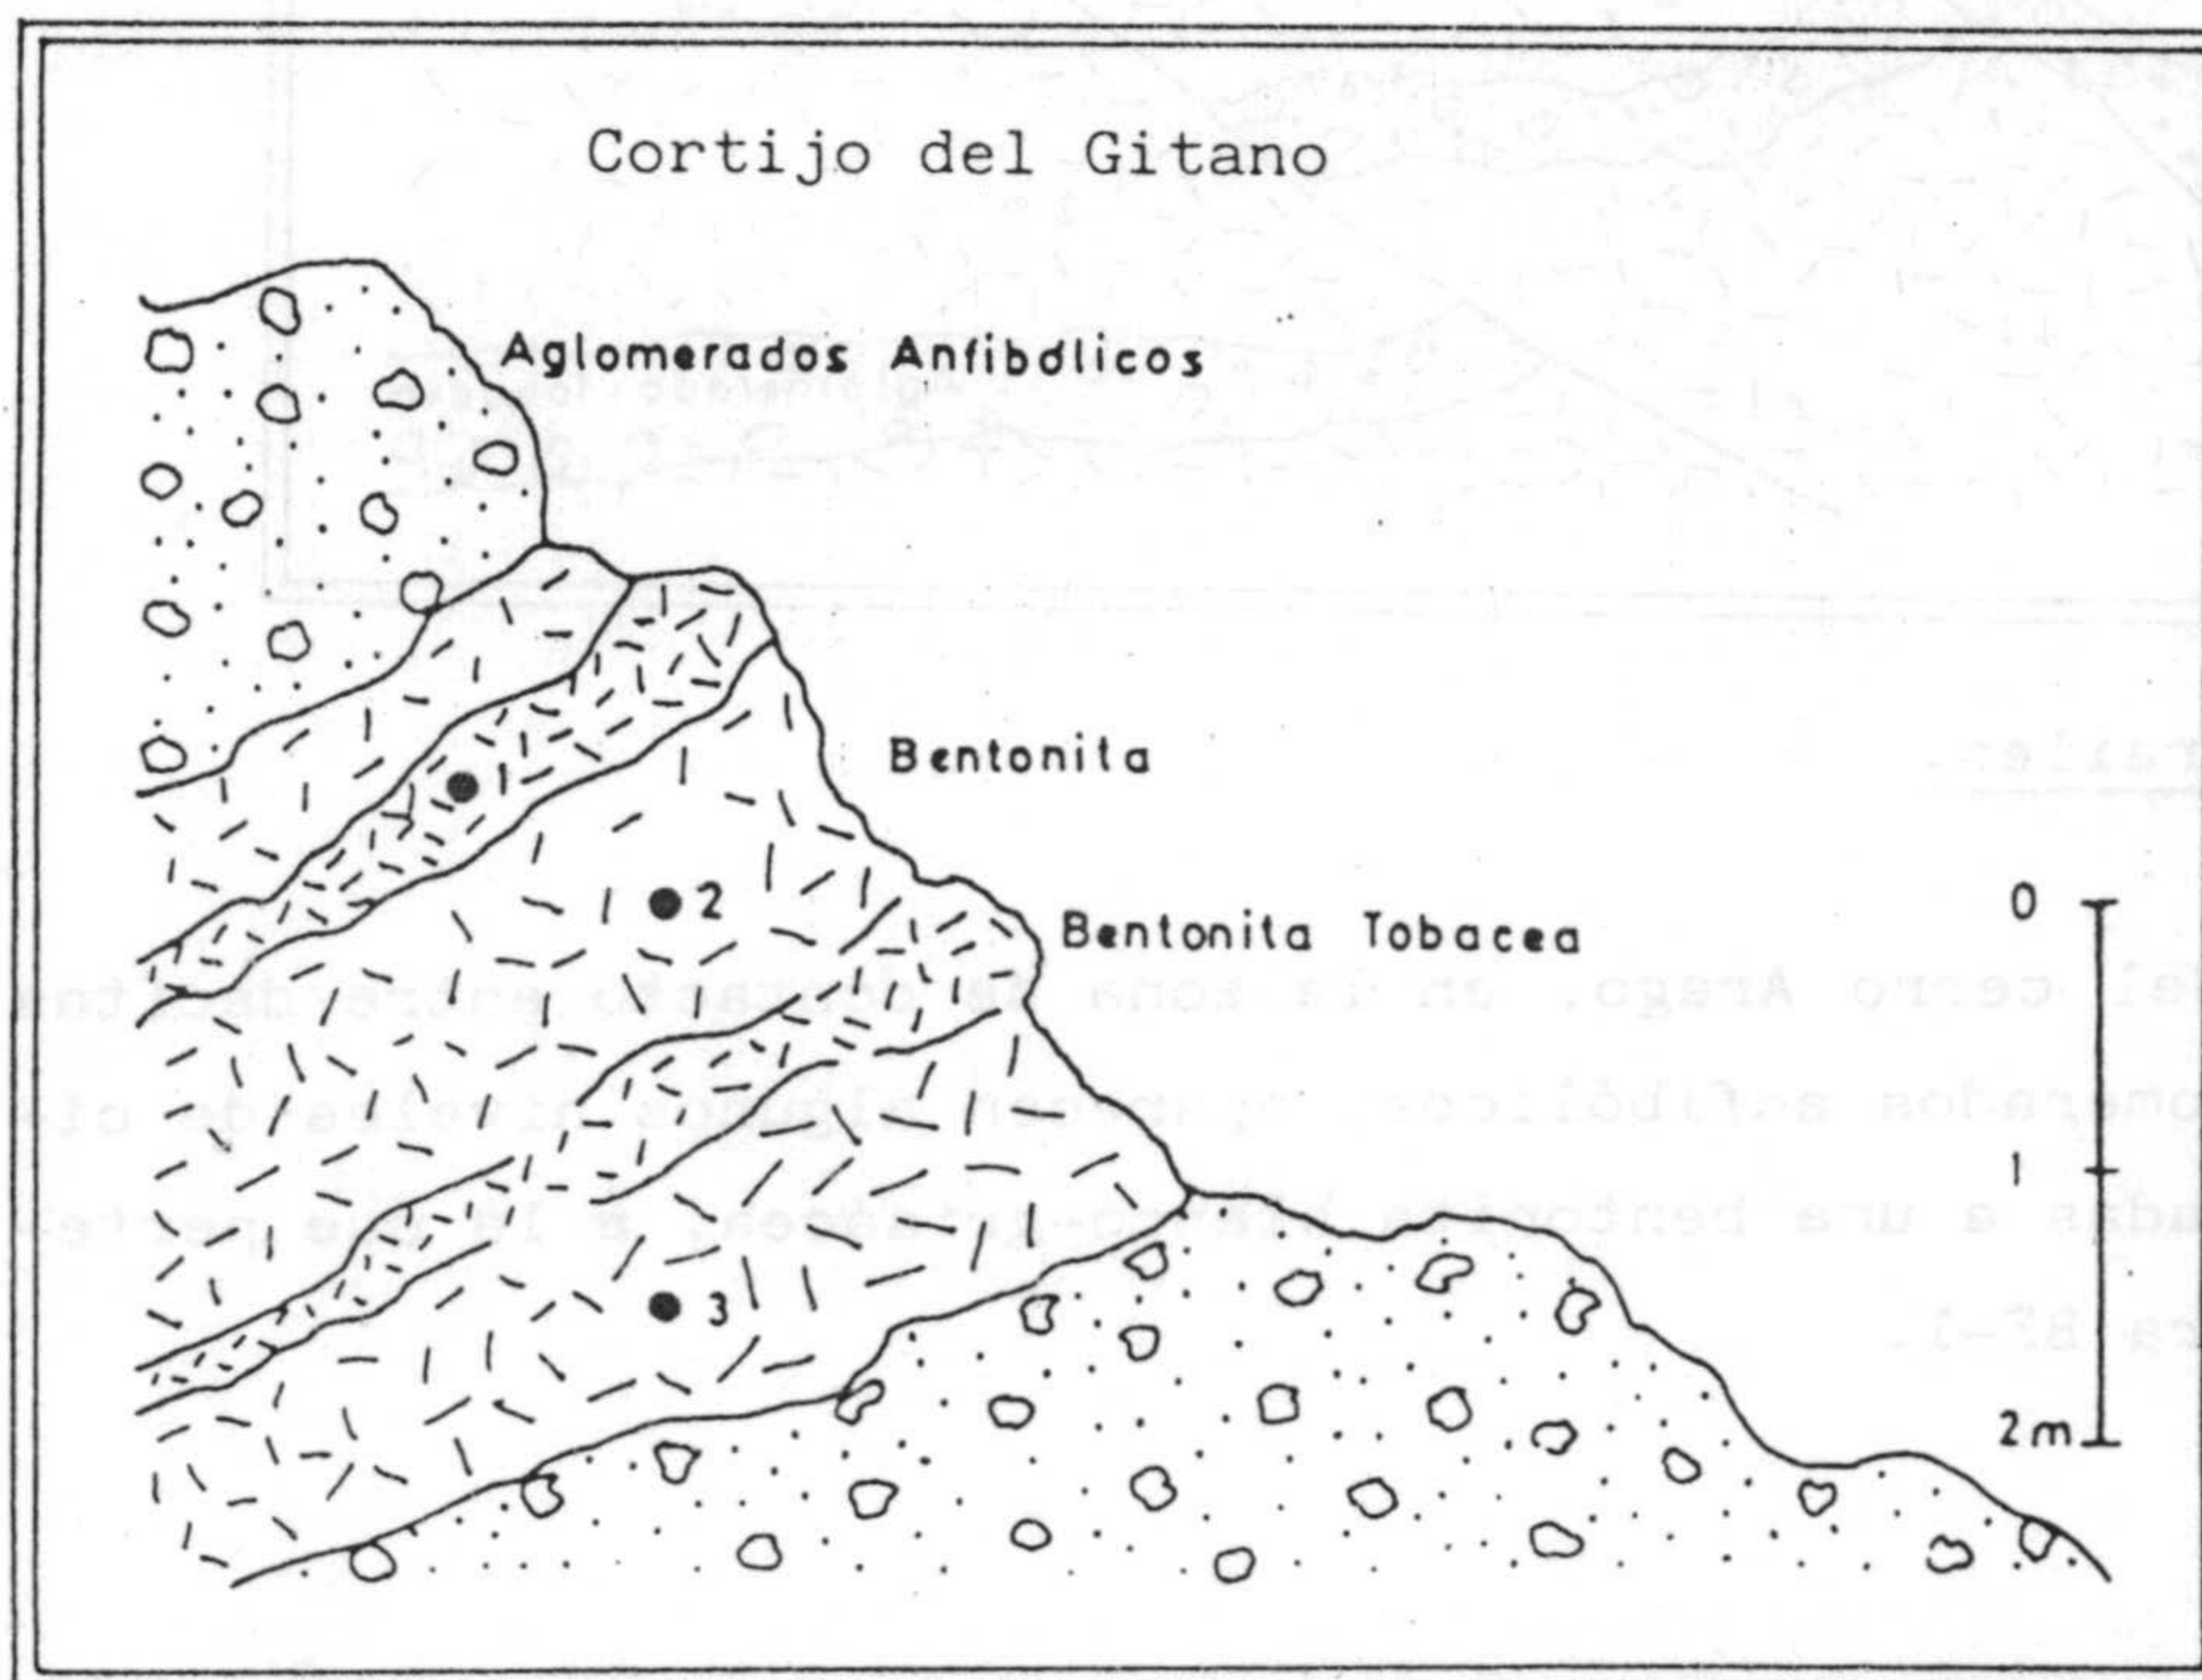 Cortijo del Gitano
Aglomerados Anfibólicos
Bentonita
1
2
Bentonita Tobacea
0
3
1
2m